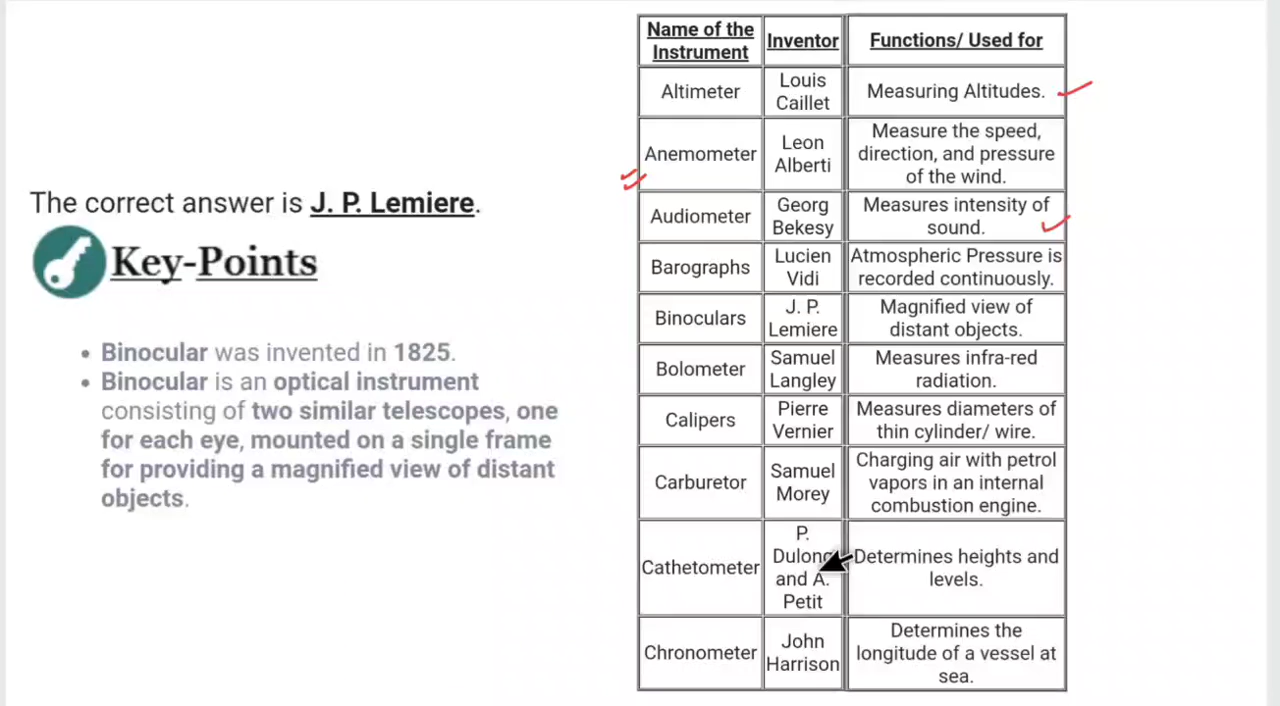 The correct answer is J. P. Lemiere.
Key-Points
• Binocular was invented in 1825.
• Binocular is an optical instrument
consisting of two similar telescopes, one
for each eye, mounted on a single frame
for providing a magnified view of distant
objects.
Name of the
Instrument
Inventor
Functions/ Used for
Altimeter
Louis
Caillet
Measuring Altitudes.
Anemometer
Leon
Alberti
Measure the speed,
direction, and pressure
of the wind.
Audiometer
Georg
Bekesy
Measures intensity of
sound.
Barographs
Lucien
Vidi
Atmospheric Pressure is
recorded continuously.
Binoculars
J. P.
Lemiere
Magnified view of
distant objects.
Bolometer
Samuel
Langley
Measures infra-red
radiation.
Calipers
Pierre
Vernier
Measures diameters of
thin cylinder/ wire.
Carburetor
Samuel
Morey
Charging air with petrol
vapors in an internal
combustion engine.
Cathetometer
P.
Dulong
and A.
Petit
Determines heights and
levels.
Chronometer
John
Harrison
Determines the
longitude of a vessel at
sea.